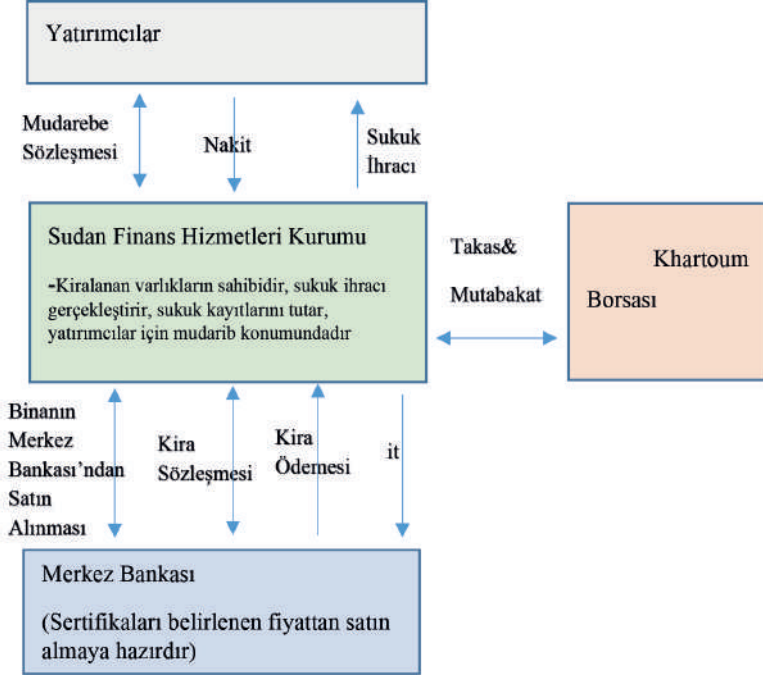 Yatırımcılar
Mudarebe
Sözleşmesi
Nakit
Sukuk
İhracı
Sudan Finans Hizmetleri Kurumu
-Kiralanan varlıkların sahibidir, sukuk ihracı
gerçekleştirir, sukuk kayıtlarını tutar,
yatırımcılar için mudarib konumundadır
Takas&
Mutabakat
Khartoum
Borsası
Binanın
Merkez
Bankası’ndan
Satın
Alınması
Kira
Sözleşmesi
Kira
Ödemesi
it
Merkez Bankası
(Sertifikaları belirlenen fiyattan satın
almaya hazırdır)